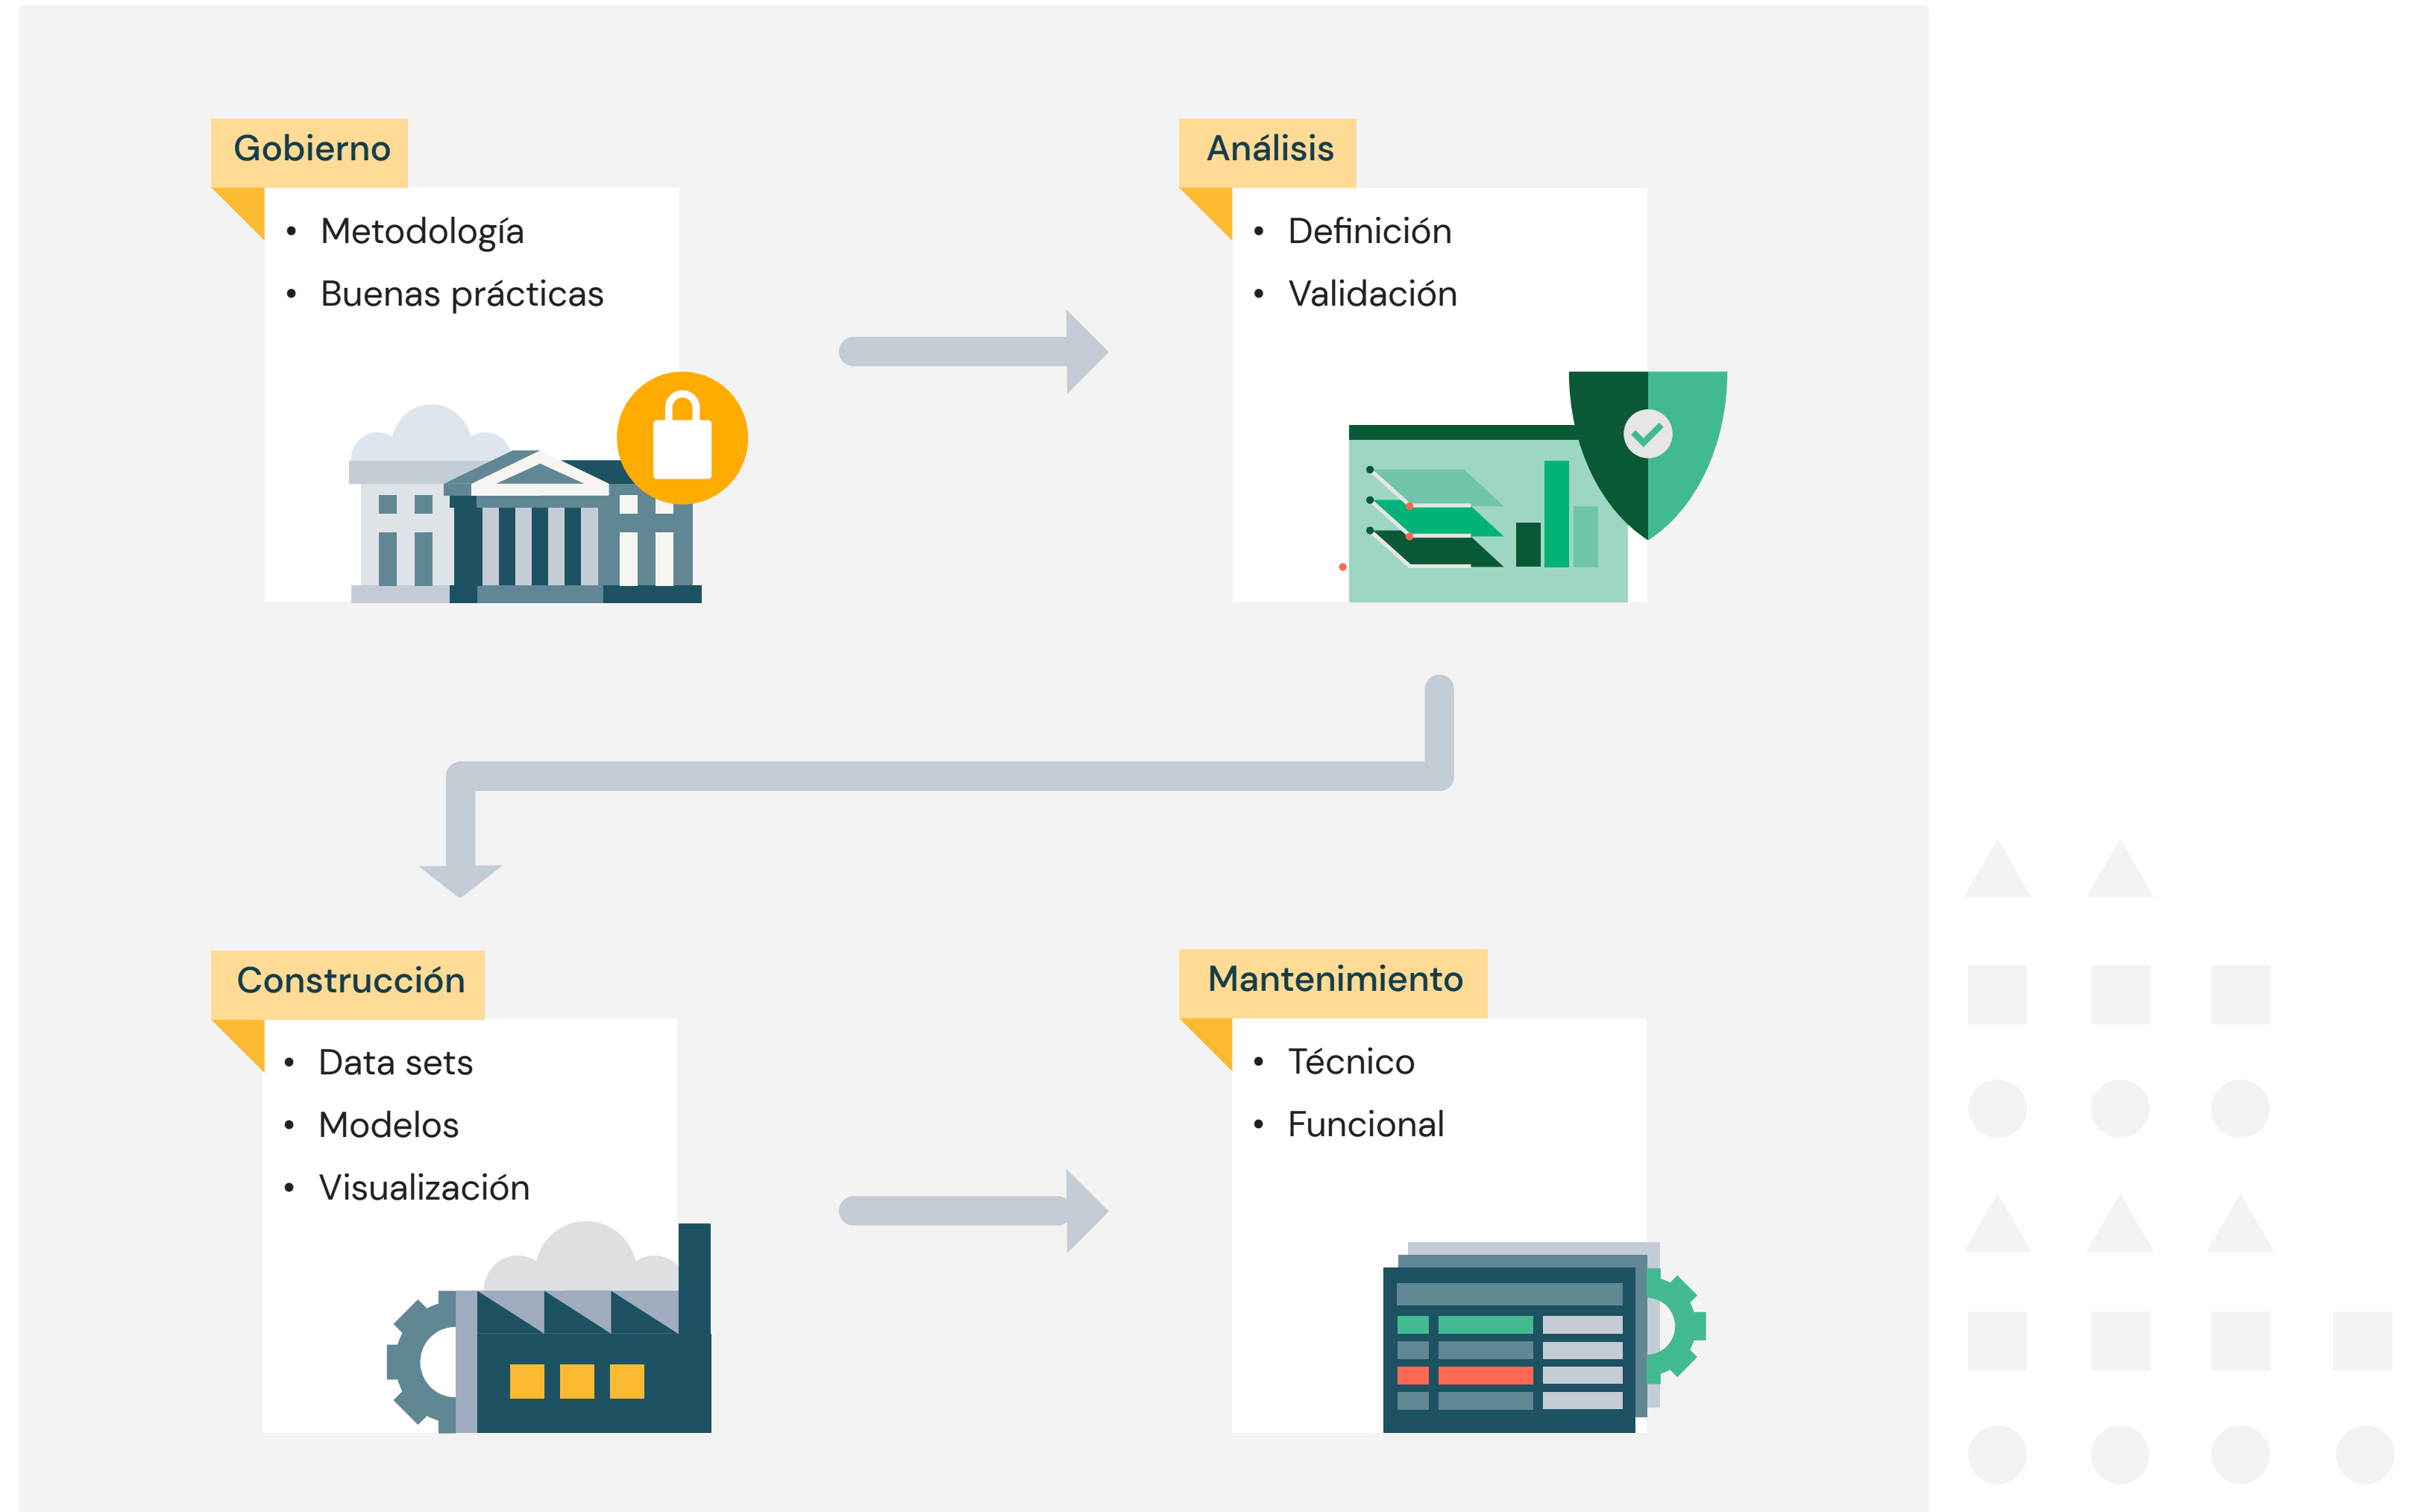 Gobierno
• Metodología
• Buenas prácticas
Análisis
• Definición
• Validación
Construcción
• Data sets
• Modelos
• Visualización
Mantenimiento
• Técnico
• Funcional